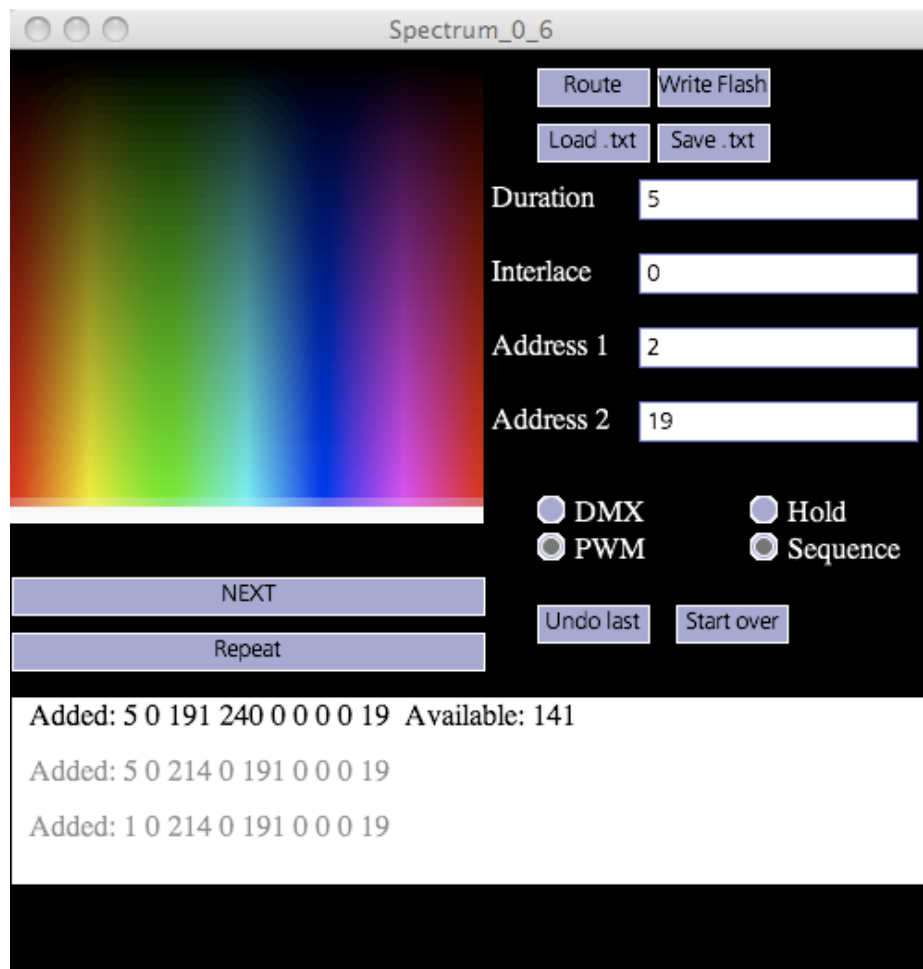 Spectrum_0_6
Route
Write Flash
Load .txt
Save .txt
Duration
5
Interlace
0
Address 1
2
Address 2
19
DMX
Hold
PWM
Sequence
NEXT
Repeat
Undo last
Start over
Added: 5 0 191 240 0 0 0 0 19 Available: 141
Added: 5 0 214 0 191 0 0 0 19
Added: 1 0 214 0 191 0 0 0 19